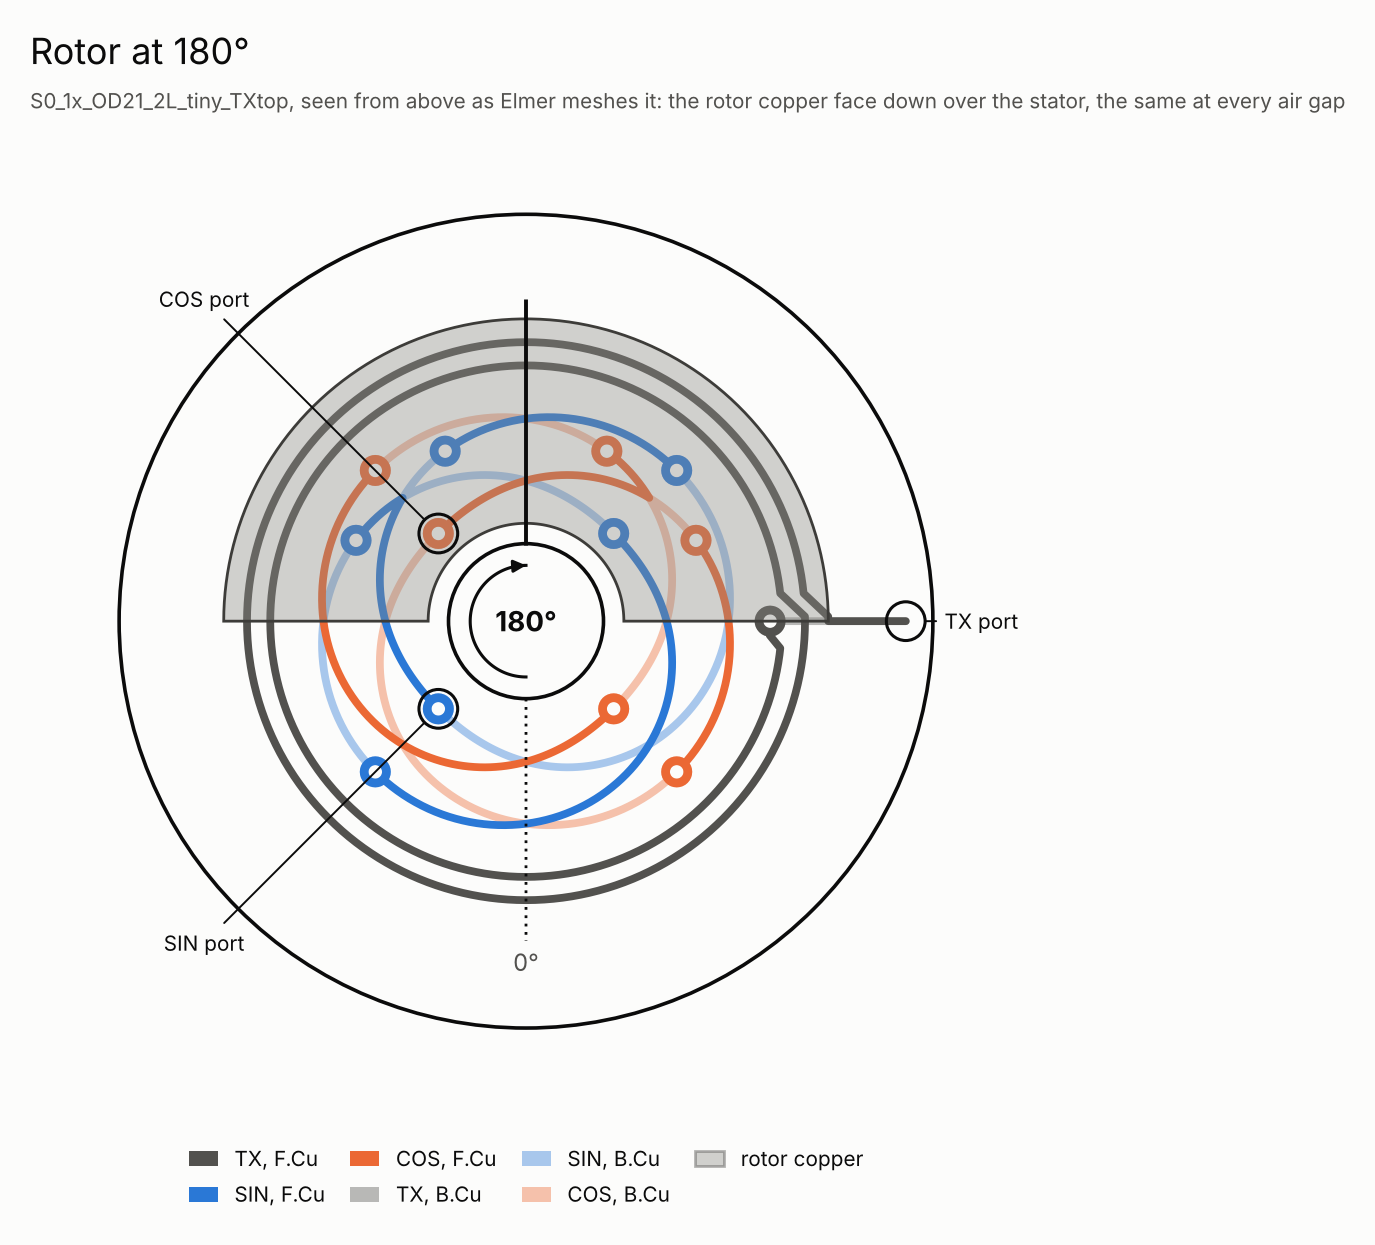 Rotor at 180°
S0_1x_OD21_2L_tiny_TXtop, seen from above as Elmer meshes it: the rotor copper face down over the stator, the same at every air gap
COS port
180°
TX port
SIN port
0°
TX, F.Cu
COS, F.Cu
SIN, B.Cu
rotor copper
SIN, F.Cu
TX, B.Cu
COS, B.Cu